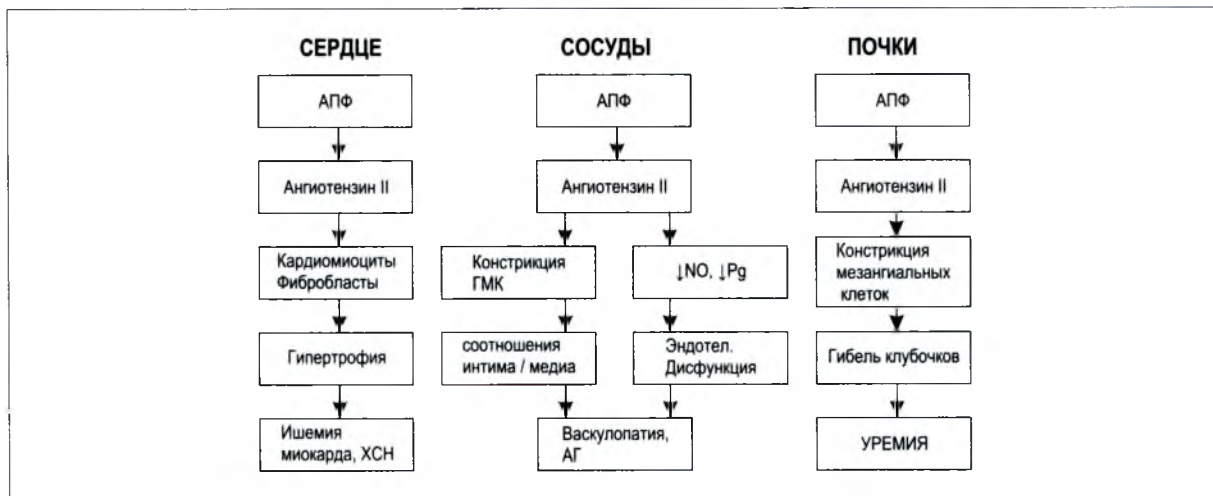 СЕРДЦЕ
АПФ
Ангиотензин II
Кардиомиоциты
Фибробласты
Гипертрофия
Ишемия
миокарда, ХСН
СОСУДЫ
АПФ
Ангиотензин II
Констрикция
ГМК
соотношения
интима / медиа
↓NO, ↓Pg
Эндотел.
Дисфункция
Васкулопатия,
АГ
ПОЧКИ
АПФ
Ангиотензин II
Констрикция
мезангиальных
клеток
Гибель клубочков
УРЕМИЯ